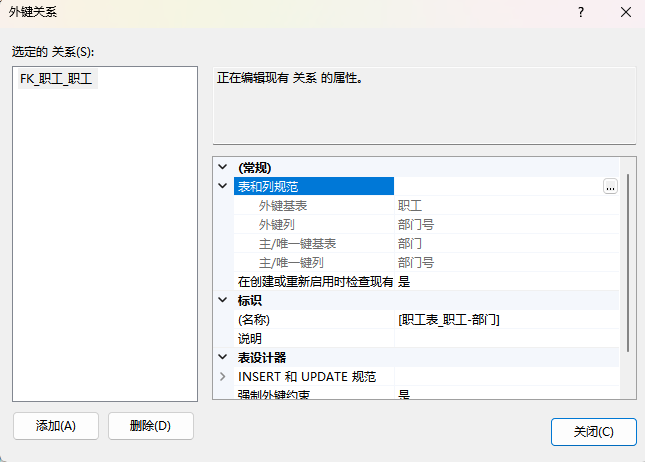 外键关系
?
选定的 关系(S):
FK_职工_职工
正在编辑现有 关系 的属性。
(常规)
表和列规范
...
外键基表 职工
外键列 部门号
主/唯一键基表 部门
主/唯一键列 部门号
在创建或重新启用时检查现有 是
标识
(名称) [职工表_职工-部门]
说明
表设计器
INSERT 和 UPDATE 规范
强制外键约束 是
添加(A) 删除(D)
关闭(C)